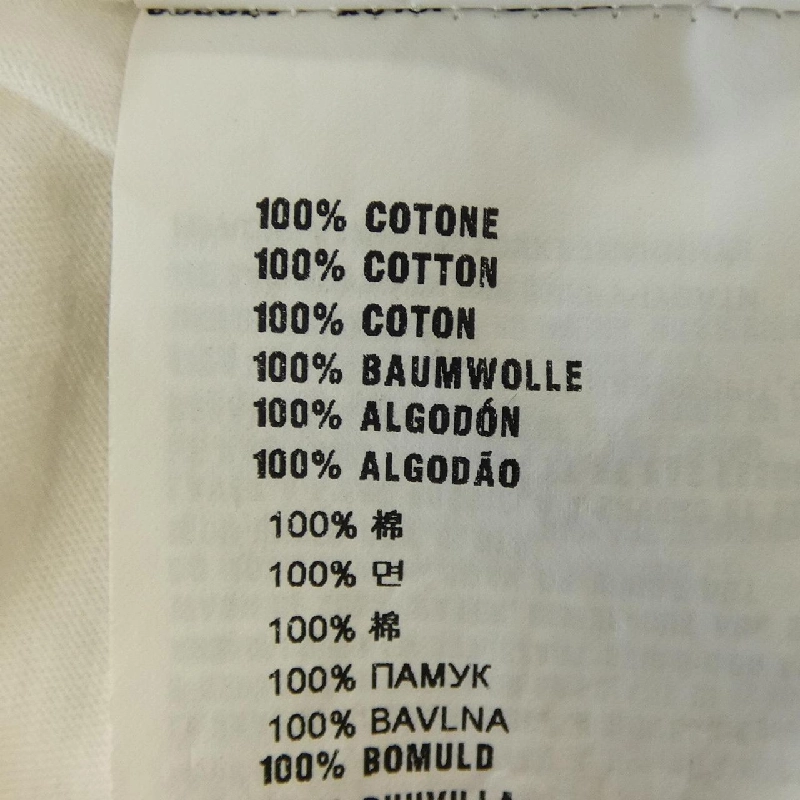 100% COTONE
100% COTTON
100% COTON
100% BAUMWOLLE
100% ALGODÓN
100% ALGODÃO
100% 棉
100% 면
100% 棉
100% ПАМУК
100% BAVLNA
100% BOMULD